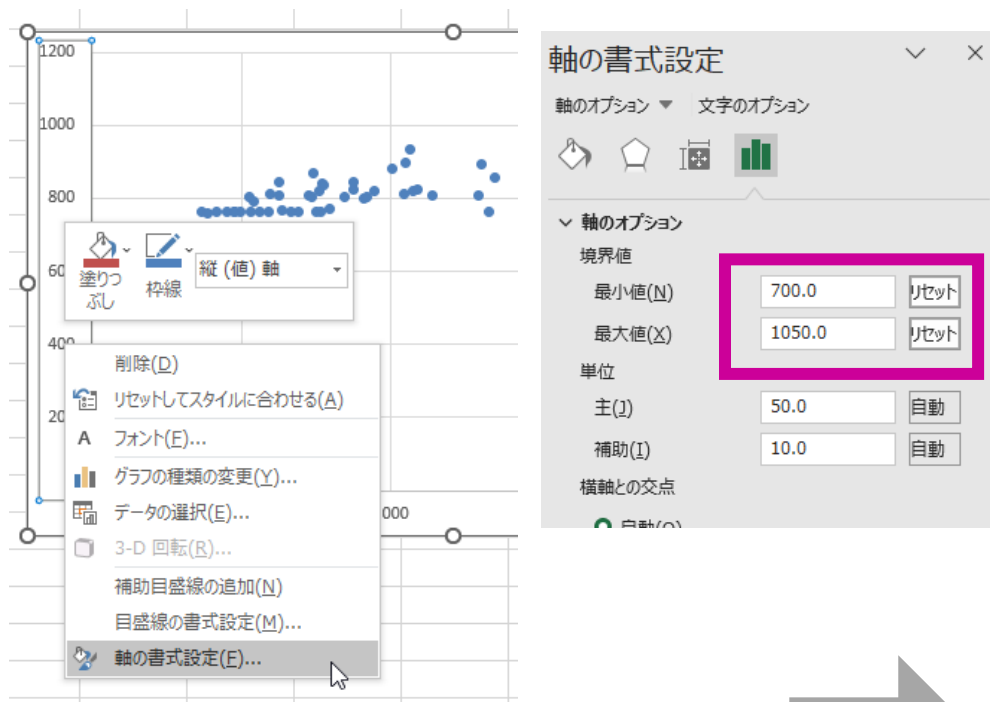 1200
1000
800
60
塗りつ
ぶし
枠線
縦 (値) 軸
400
削除(D)
リセットしてスタイルに合わせる(A)
20
A フォント(F)...
グラフの種類の変更(Y)...
データの選択(E)...
000
3-D 回転(R)...
補助目盛線の追加(N)
目盛線の書式設定(M)...
軸の書式設定(F)...
軸の書式設定
軸のオプション 文字のオプション
軸のオプション
境界値
最小値(N) 700.0 リセット
最大値(X) 1050.0 リセット
単位
主(J) 50.0 自動
補助(I) 10.0 自動
横軸との交点
自動(O)